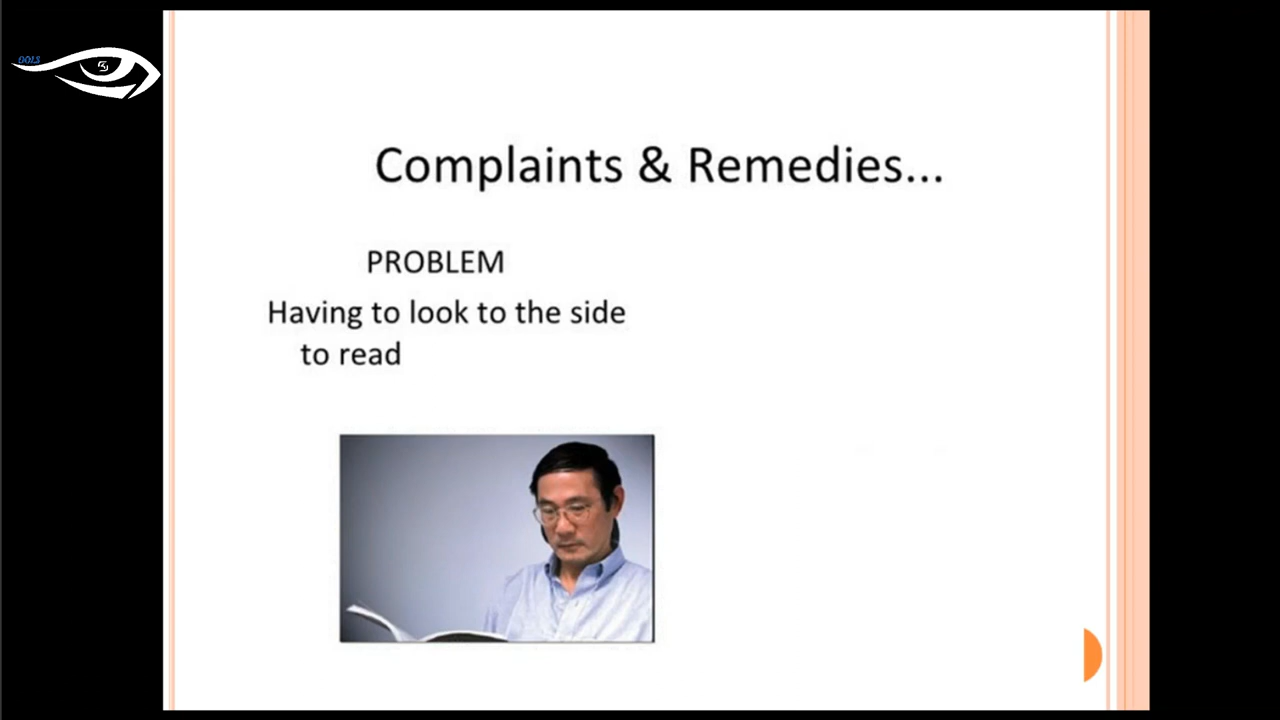 Complaints & Remedies...
PROBLEM
Having to look to the side
to read